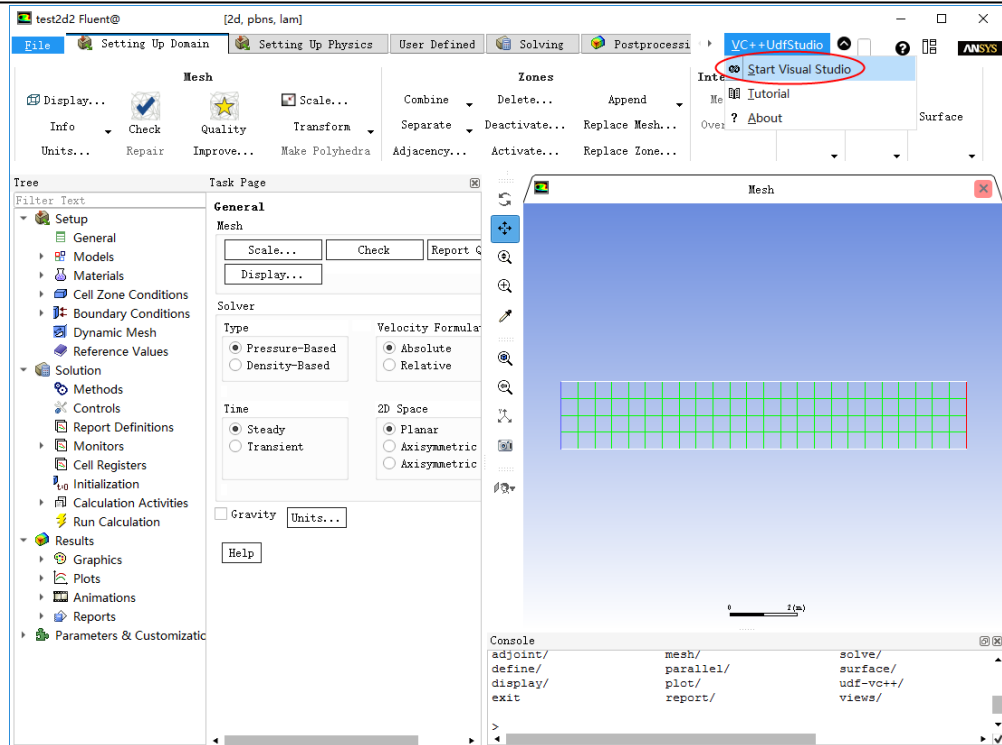 test2d2 Fluent@ [2d, pbns, lam]
File Setting Up Domain Setting Up Physics User Defined Solving Postprocessi VC++UdfStudio ANSYS
Start Visual Studio
Tutorial
About
Mesh Zones Inte
Display... Scale... Combine Delete... Append Me
Info Check Quality Transform Separate Deactivate... Replace Mesh... Over Surface
Units... Repair Improve... Make Polyhedra Adjacency... Activate... Replace Zone...
Tree
Filter Text
Setup
General
Models
Materials
Cell Zone Conditions
Boundary Conditions
Dynamic Mesh
Reference Values
Solution
Methods
Controls
Report Definitions
Monitors
Cell Registers
Initialization
Calculation Activities
Run Calculation
Results
Graphics
Plots
Animations
Reports
Parameters & Customizatic
Task Page
General
Mesh
Scale... Check Report Q
Display...
Solver
Type Velocity Formula
Pressure-Based Absolute
Density-Based Relative
Time 2D Space
Steady Planar
Transient Axisymmetric
Axisymmetric
Gravity Units...
Help
Mesh
0 2(m)
Console
adjoint/ mesh/ solve/
define/ parallel/ surface/
display/ plot/ udf-vc++/
exit report/ views/
>